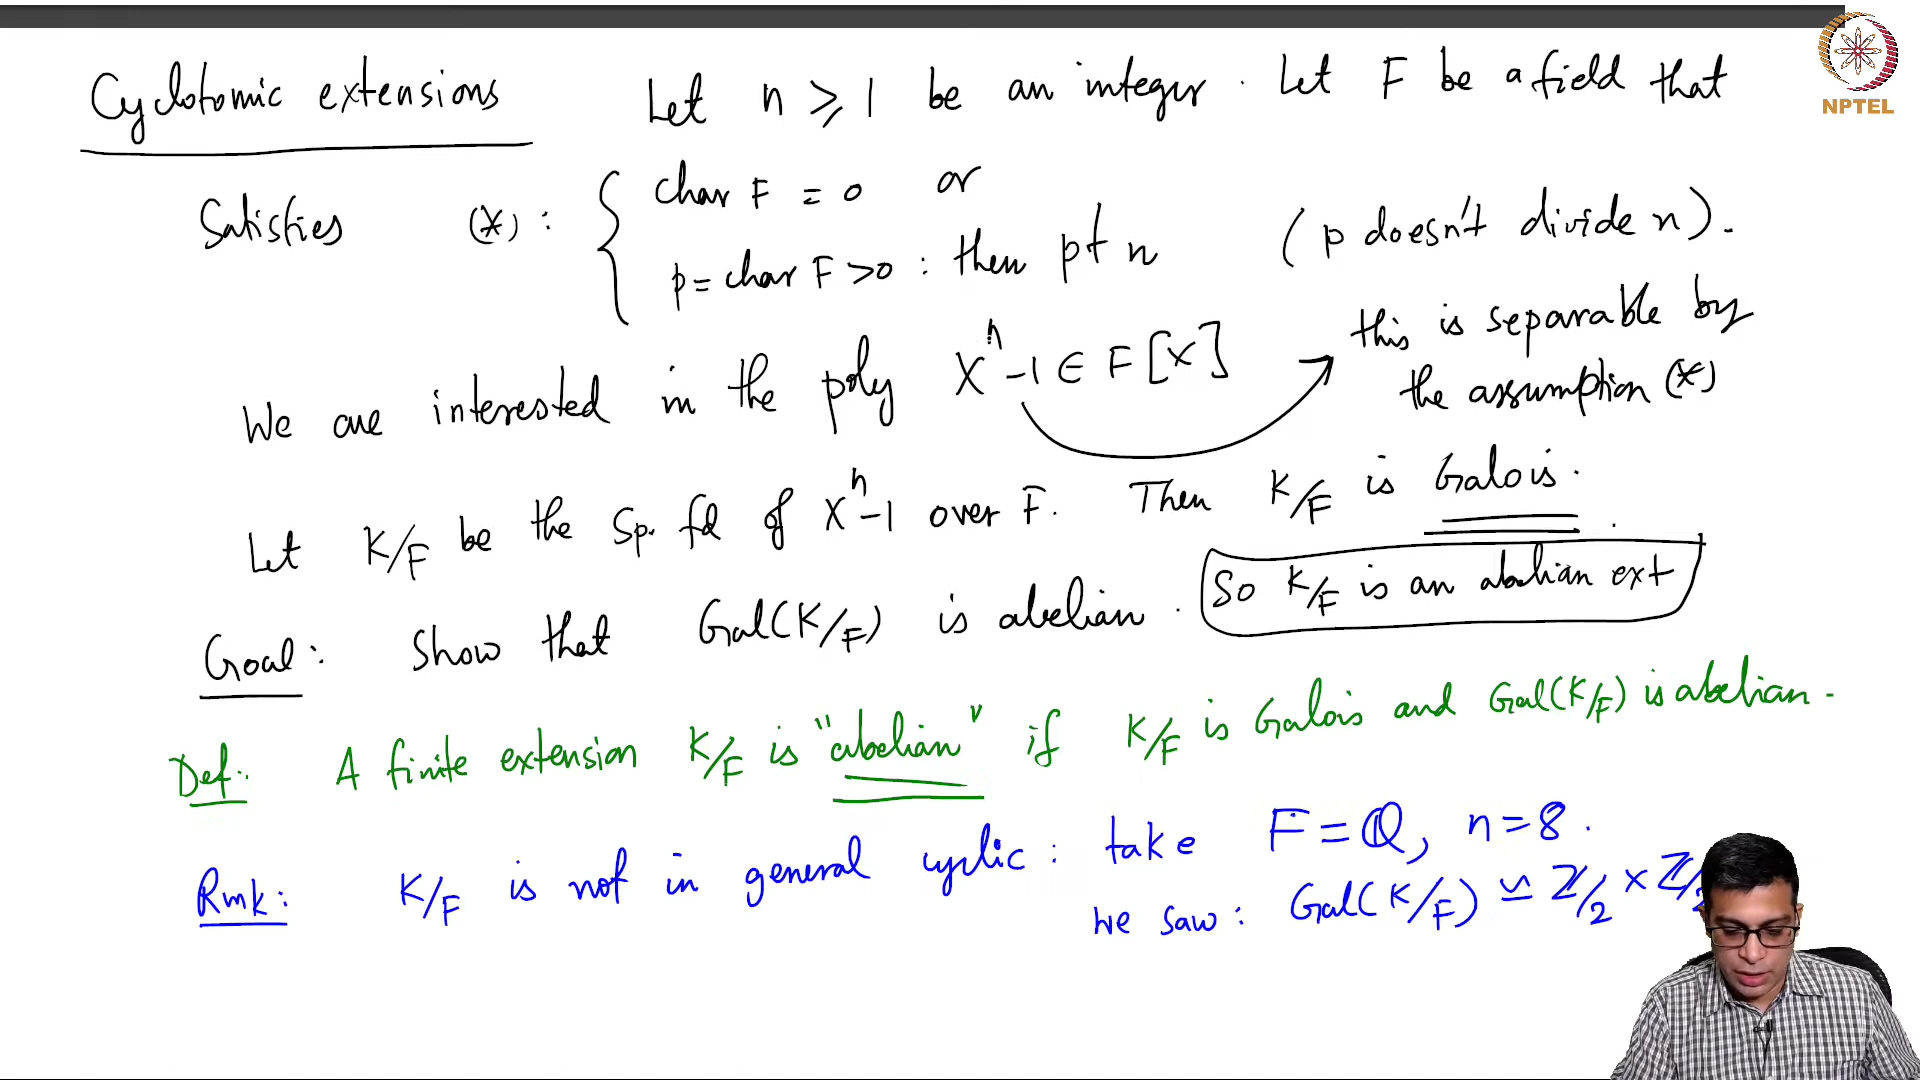 Cyclotomic extensions Let n ⩾ 1 be an integer. Let F be a field that
NPTEL
Satisfies (*): { char F = 0 or
p = char F > 0 : then p ∤ n (p doesn't divide n).
We are interested in the poly X^n - 1 ∈ F[X] this is separable by
the assumption (*)
Let K/F be the Sp. fd of X^n - 1 over F. Then K/F is Galois.
Goal: Show that Gal(K/F) is abelian. So K/F is an abelian ext
Def: A finite extension K/F is "abelian" if K/F is Galois and Gal(K/F) is abelian.
Rmk: K/F is not in general cyclic: take F = ℚ, n = 8.
We saw: Gal(K/F) ≃ ℤ/2 × ℤ/2